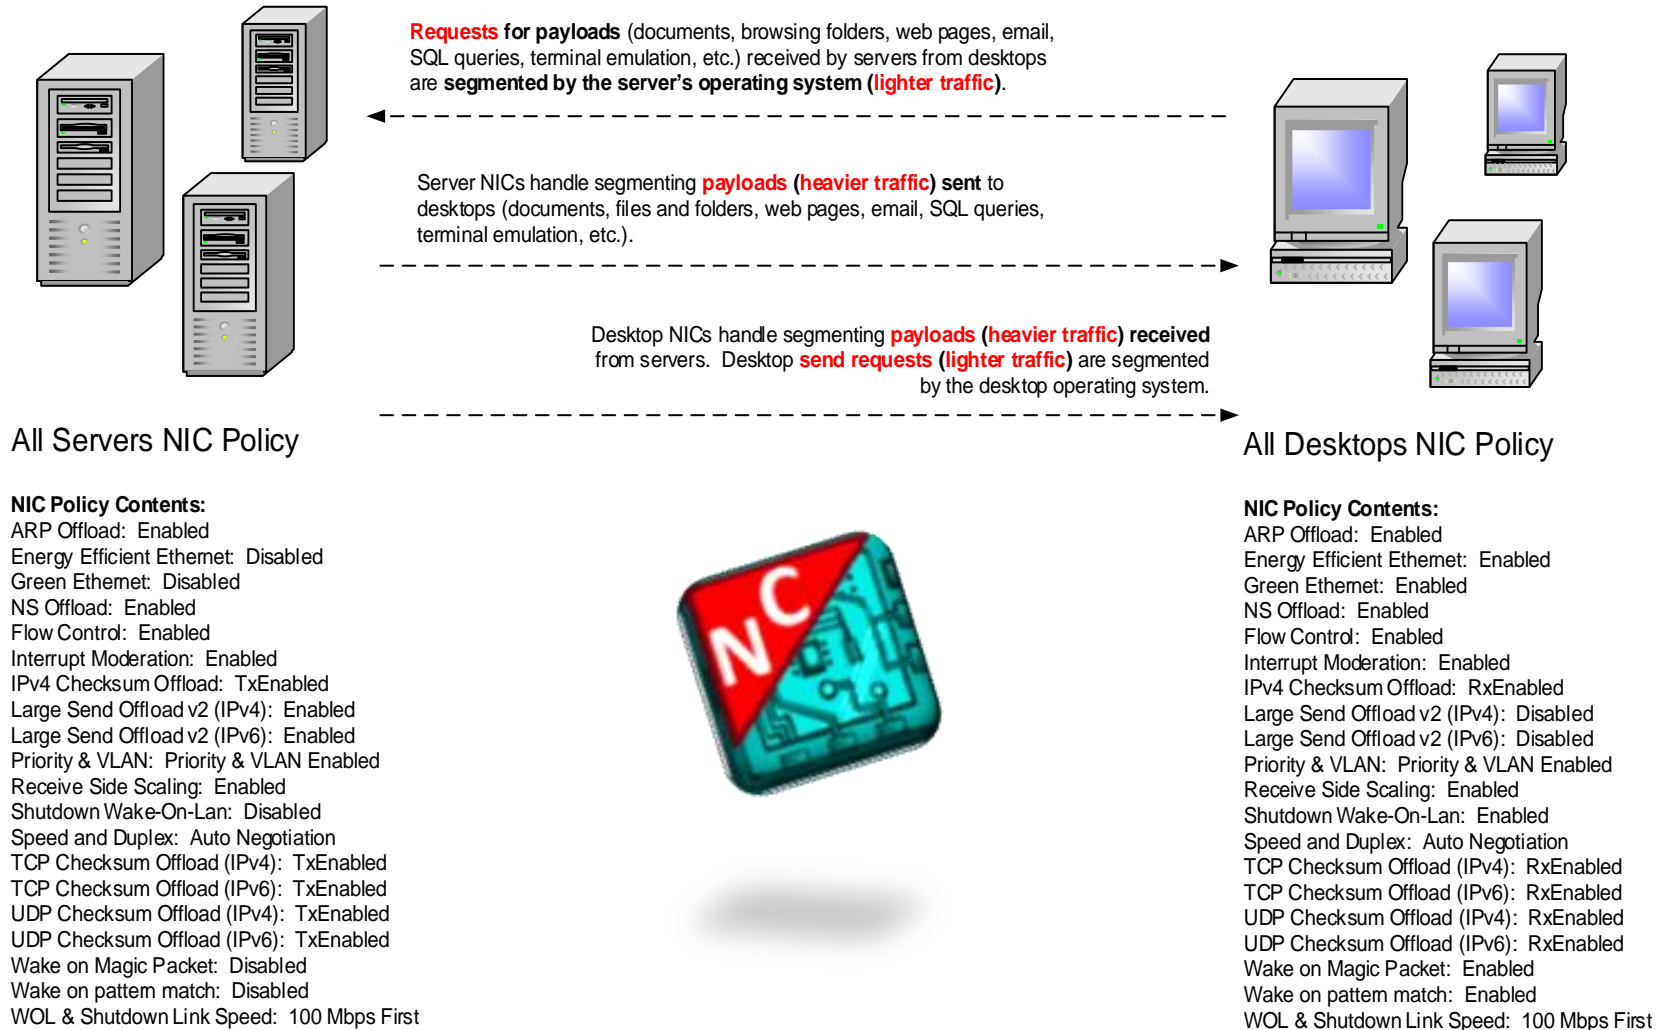 Requests for payloads (documents, browsing folders, web pages, email,
SQL queries, terminal emulation, etc.) received by servers from desktops
are segmented by the server's operating system (lighter traffic).
Server NICs handle segmenting payloads (heavier traffic) sent to
desktops (documents, files and folders, web pages, email, SQL queries,
terminal emulation, etc.).
Desktop NICs handle segmenting payloads (heavier traffic) received
from servers. Desktop send requests (lighter traffic) are segmented
by the desktop operating system.
All Servers NIC Policy
NIC Policy Contents:
ARP Offload: Enabled
Energy Efficient Ethernet: Disabled
Green Ethernet: Disabled
NS Offload: Enabled
Flow Control: Enabled
Interrupt Moderation: Enabled
IPv4 Checksum Offload: TxEnabled
Large Send Offload v2 (IPv4): Enabled
Large Send Offload v2 (IPv6): Enabled
Priority & VLAN: Priority & VLAN Enabled
Receive Side Scaling: Enabled
Shutdown Wake-On-Lan: Disabled
Speed and Duplex: Auto Negotiation
TCP Checksum Offload (IPv4): TxEnabled
TCP Checksum Offload (IPv6): TxEnabled
UDP Checksum Offload (IPv4): TxEnabled
UDP Checksum Offload (IPv6): TxEnabled
Wake on Magic Packet: Disabled
Wake on pattern match: Disabled
WOL & Shutdown Link Speed: 100 Mbps First
NC
All Desktops NIC Policy
NIC Policy Contents:
ARP Offload: Enabled
Energy Efficient Ethernet: Enabled
Green Ethernet: Enabled
NS Offload: Enabled
Flow Control: Enabled
Interrupt Moderation: Enabled
IPv4 Checksum Offload: RxEnabled
Large Send Offload v2 (IPv4): Disabled
Large Send Offload v2 (IPv6): Disabled
Priority & VLAN: Priority & VLAN Enabled
Receive Side Scaling: Enabled
Shutdown Wake-On-Lan: Enabled
Speed and Duplex: Auto Negotiation
TCP Checksum Offload (IPv4): RxEnabled
TCP Checksum Offload (IPv6): RxEnabled
UDP Checksum Offload (IPv4): RxEnabled
UDP Checksum Offload (IPv6): RxEnabled
Wake on Magic Packet: Enabled
Wake on pattern match: Enabled
WOL & Shutdown Link Speed: 100 Mbps First